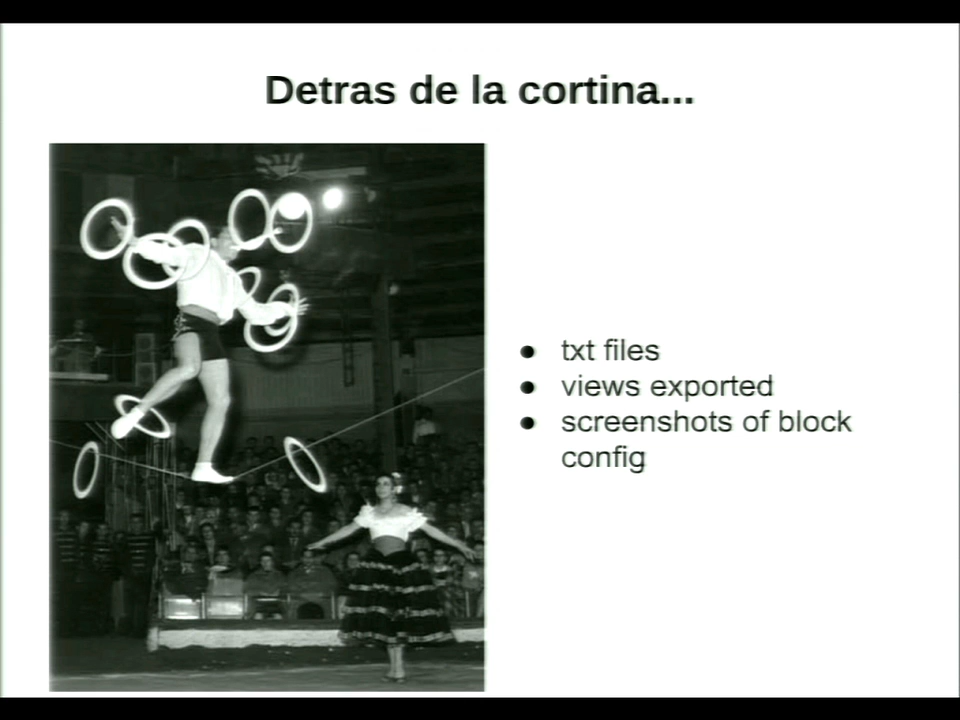 Detras de la cortina...
● txt files
● views exported
● screenshots of block
config